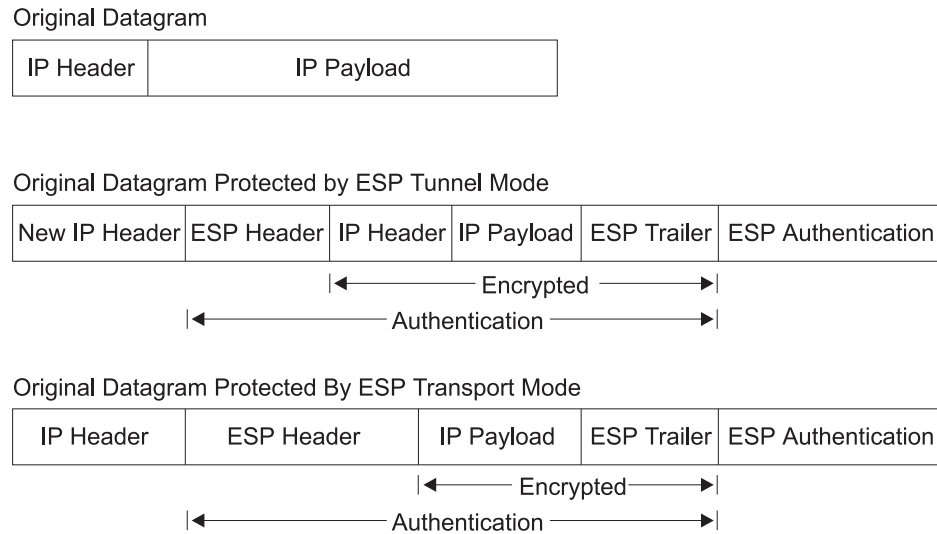 Original Datagram
IP Header IP Payload
Original Datagram Protected by ESP Tunnel Mode
New IP Header ESP Header IP Header IP Payload ESP Trailer ESP Authentication
Encrypted
Authentication
Original Datagram Protected By ESP Transport Mode
IP Header ESP Header IP Payload ESP Trailer ESP Authentication
Encrypted
Authentication